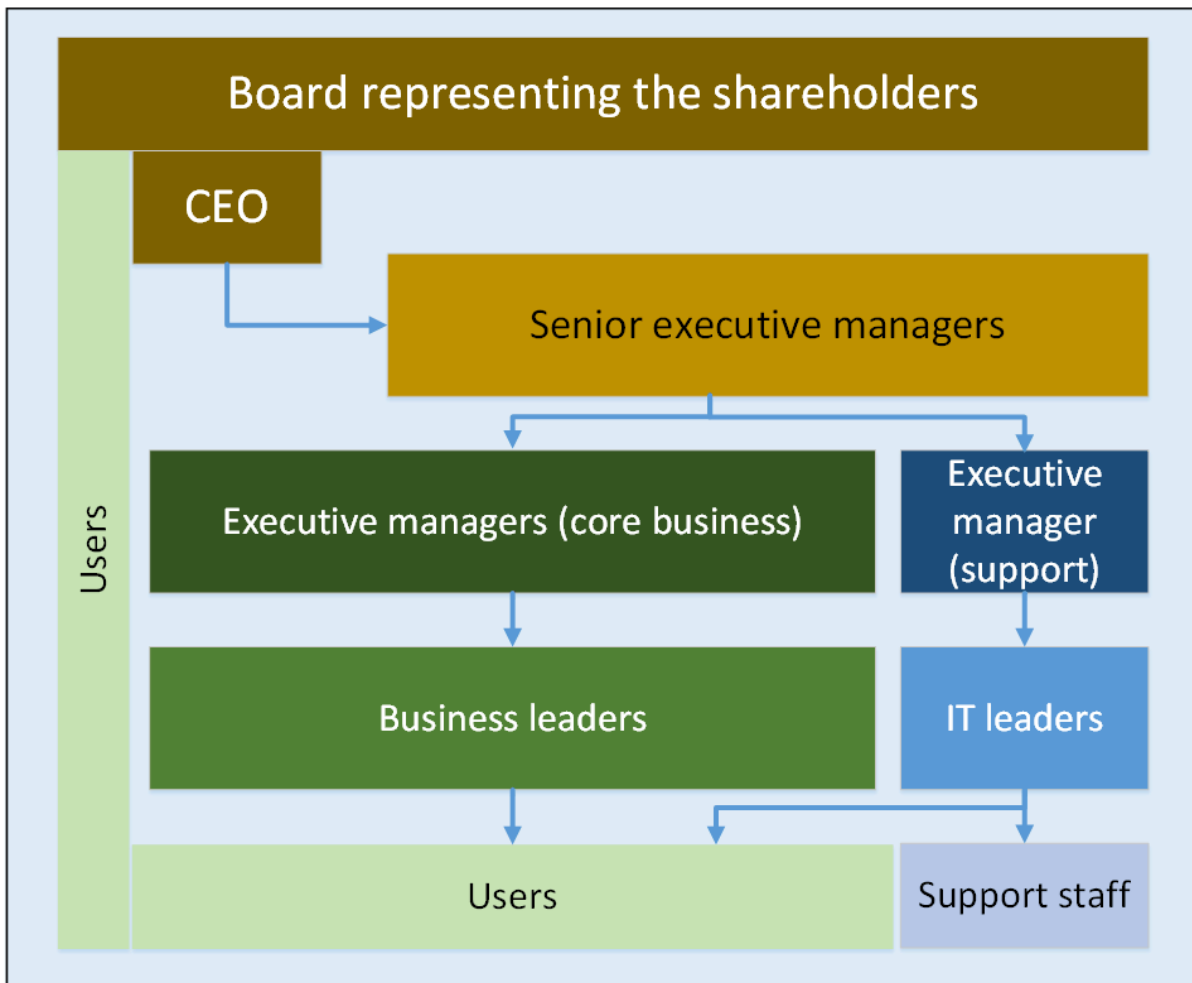 Board representing the shareholders
CEO
Senior executive managers
Users
Executive managers (core business)
Executive
manager
(support)
Business leaders
IT leaders
Users
Support staff